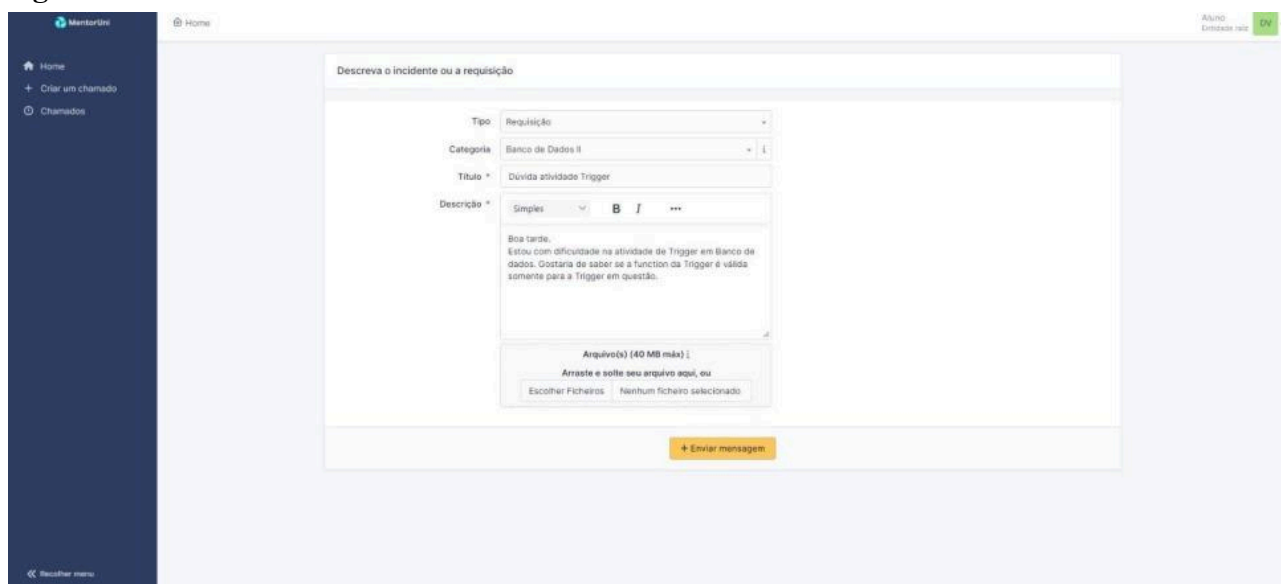 MentorUni
Home
Aluno
Entidade raiz
DV
Home
+ Criar um chamado
Chamados
Descreva o incidente ou a requisição
Tipo Requisição
Categoria Banco de Dados II i
Título * Dúvida atividade Trigger
Descrição * Simples B I ...
Boa tarde.
Estou com dificuldade na atividade de Trigger em Banco de
dados. Gostaria de saber se a function da Trigger é válida
somente para a Trigger em questão.
Arquivo(s) (40 MB máx) i
Arraste e solte seu arquivo aqui, ou
Escolher Ficheiros Nenhum ficheiro selecionado
+ Enviar mensagem
Recolher menu